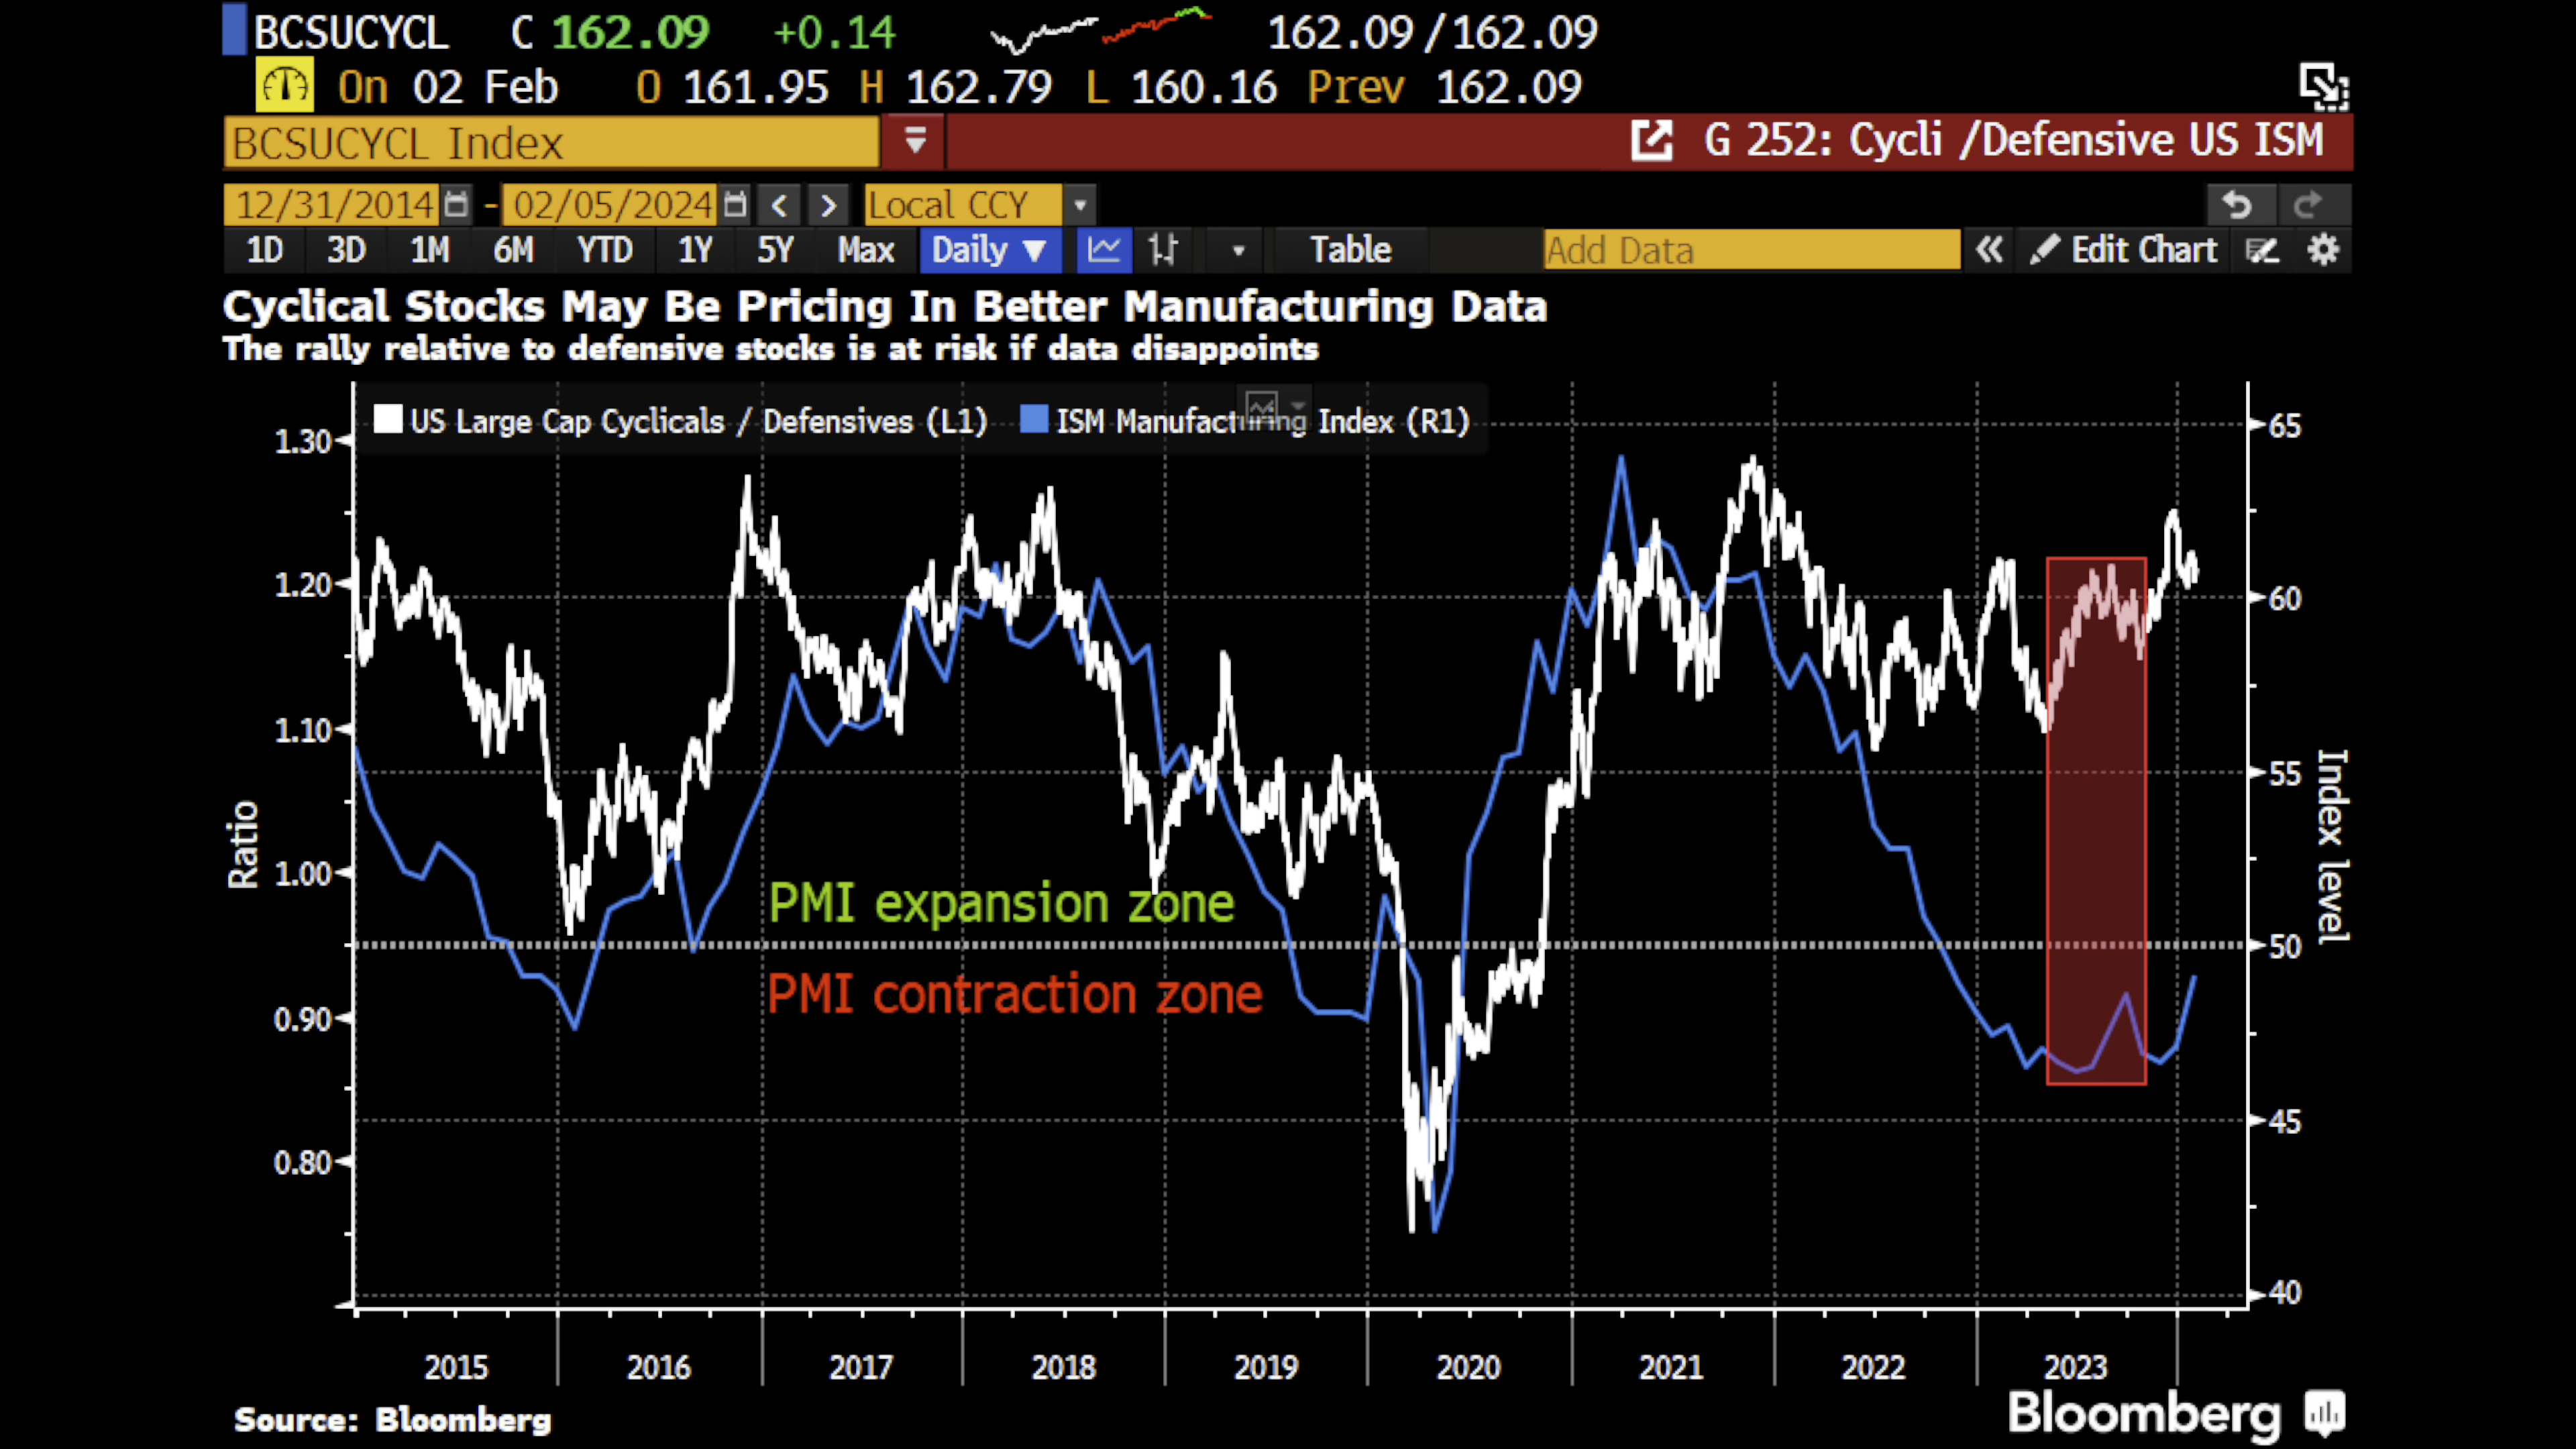 BCSUCYCL C 162.09 +0.14 162.09/162.09
On 02 Feb O 161.95 H 162.79 L 160.16 Prev 162.09
BCSUCYCL Index G 252: Cycli /Defensive US ISM
12/31/2014 - 02/05/2024 < > Local CCY
1D 3D 1M 6M YTD 1Y 5Y Max Daily ▼ Table Add Data « Edit Chart
Cyclical Stocks May Be Pricing In Better Manufacturing Data
The rally relative to defensive stocks is at risk if data disappoints
US Large Cap Cyclicals / Defensives (L1) ISM Manufacturing Index (R1)
1.30
1.20
1.10
1.00
0.90
0.80
Ratio
PMI expansion zone
PMI contraction zone
65
60
55
50
45
40
Index level
2015 2016 2017 2018 2019 2020 2021 2022 2023
Source: Bloomberg
Bloomberg